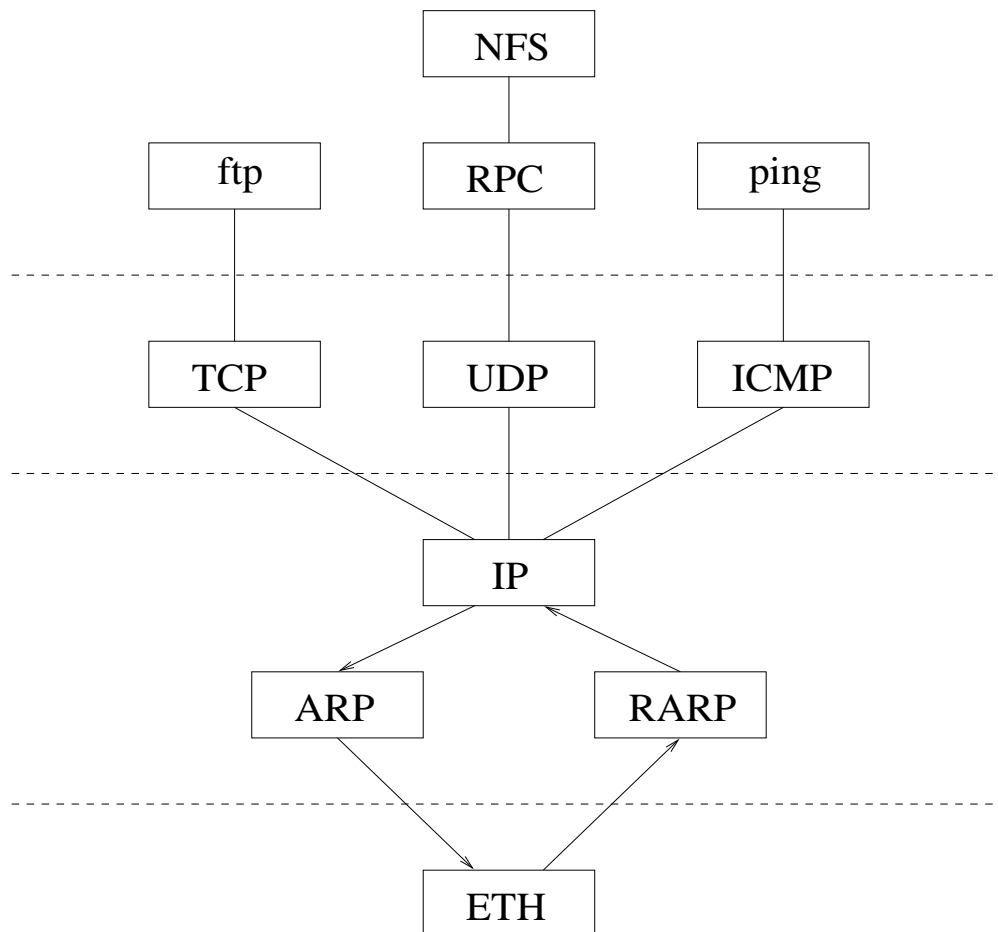 NFS
ftp
RPC
ping
TCP
UDP
ICMP
IP
ARP
RARP
ETH